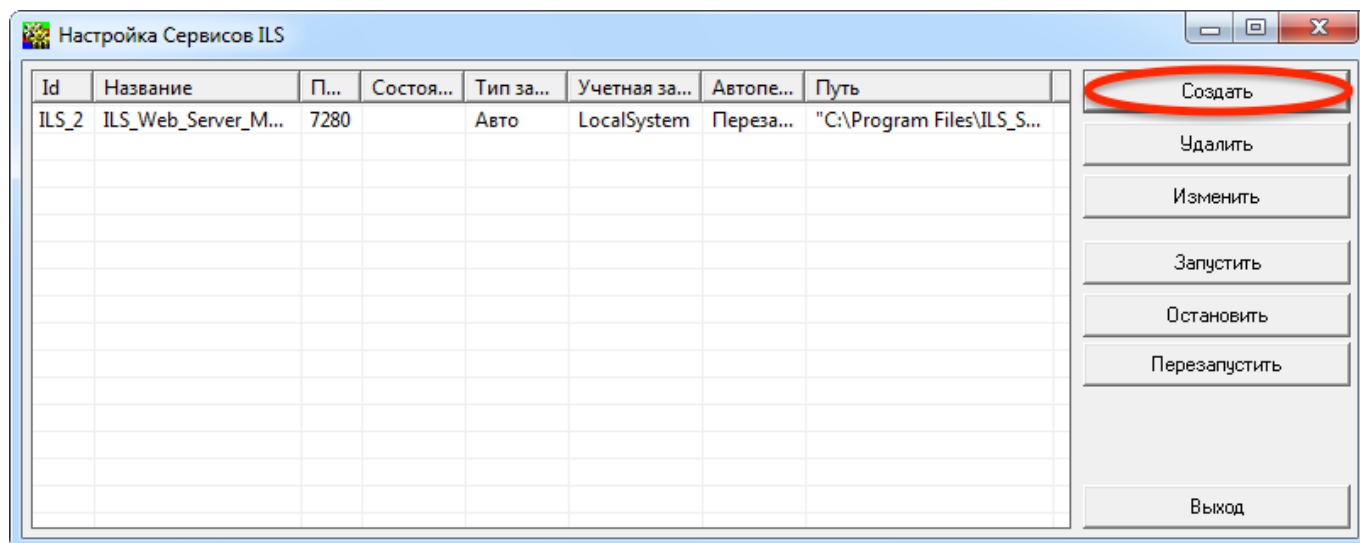 Настройка Сервисов ILS
Id Название П... Состоя... Тип за... Учетная за... Автопе... Путь
ILS_2 ILS_Web_Server_M... 7280 Авто LocalSystem Переза... "C:\Program Files\ILS_S...
Создать
Удалить
Изменить
Запустить
Остановить
Перезапустить
Выход